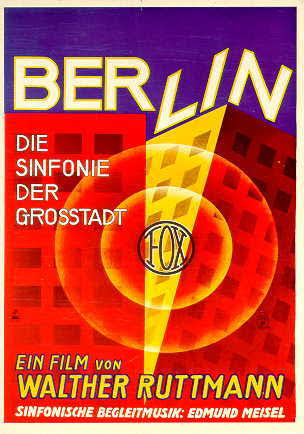 BERLIN
DIE
SINFONIE
DER
GROSSTADT
FOX
EIN FILM VON
WALTHER RUTTMANN
SINFONISCHE BEGLEITMUSIK: EDMUND MEISEL